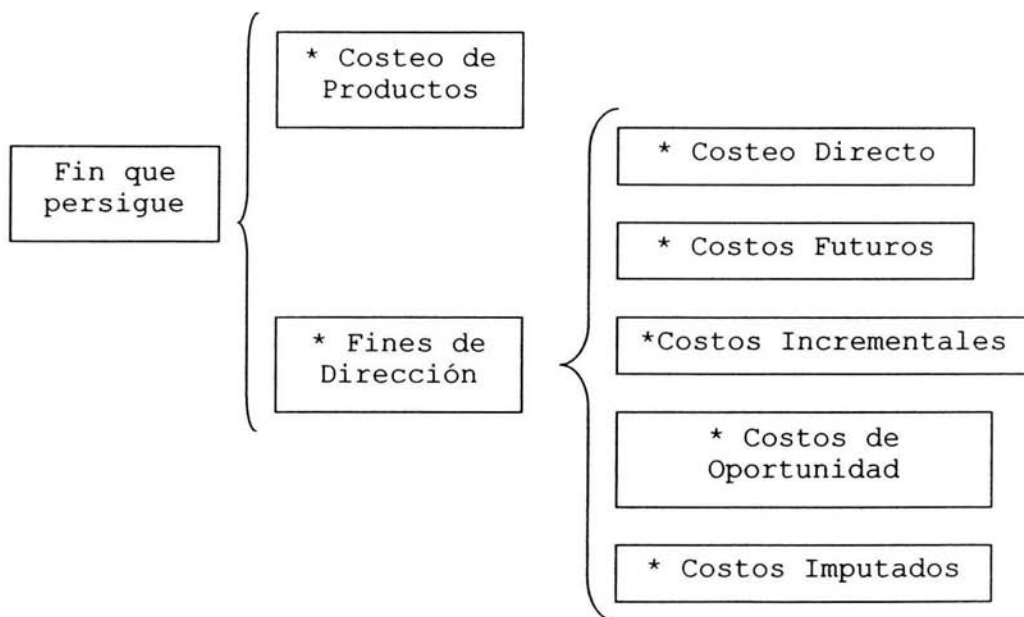 Fin que
persigue
* Costeo de
Productos
* Fines de
Dirección
* Costeo Directo
* Costos Futuros
*Costos Incrementales
* Costos de
Oportunidad
* Costos Imputados